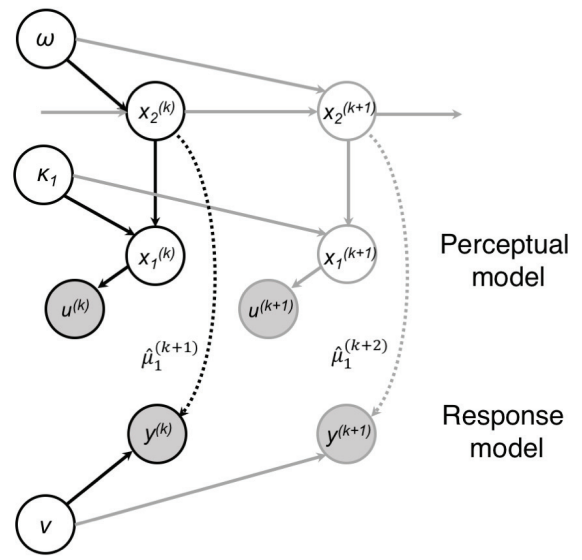 ω
x₂⁽ᵏ⁾
x₂⁽ᵏ⁺¹⁾
κ₁
x₁⁽ᵏ⁾
x₁⁽ᵏ⁺¹⁾
Perceptual
model
u⁽ᵏ⁾
u⁽ᵏ⁺¹⁾
μ̂₁⁽ᵏ⁺¹⁾
μ̂₁⁽ᵏ⁺²⁾
y⁽ᵏ⁾
y⁽ᵏ⁺¹⁾
Response
model
ν